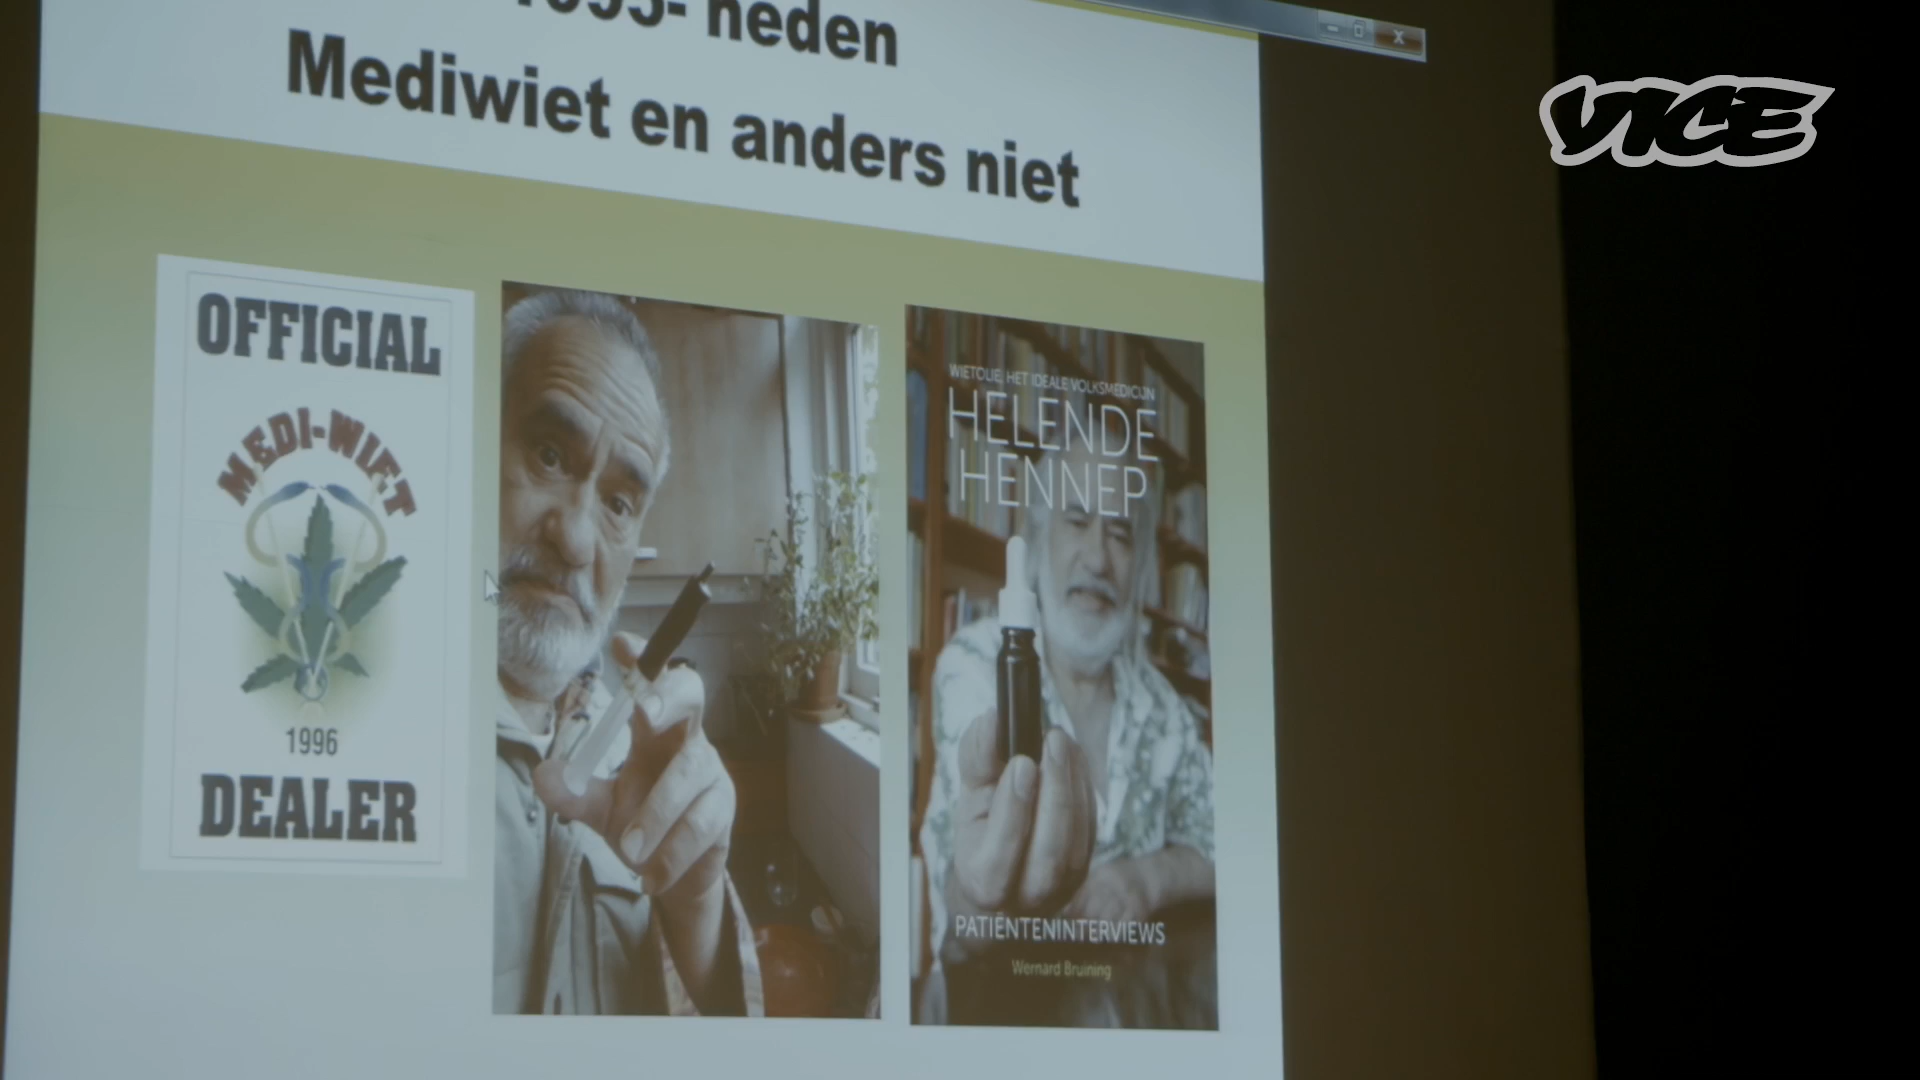 heden
Mediwiet en anders niet
VICE
OFFICIAL
MEDI-WIET
1996
DEALER
WIETOLIE, HET IDEALE VOLKSMEDICIJN
HELENDE
HENNEP
PATIËNTENINTERVIEWS
Wernard Bruining